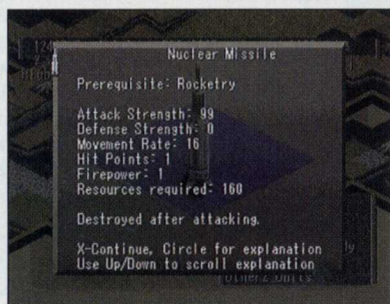 Nuclear Missile
Prerequisite: Rocketry
Attack Strength: 99
Defense Strength: 0
Movement Rate: 16
Hit Points: 1
Firepower: 1
Resources required: 160
Destroyed after attacking.
X-Continue, Circle for explanation
Use Up/Down to scroll explanation